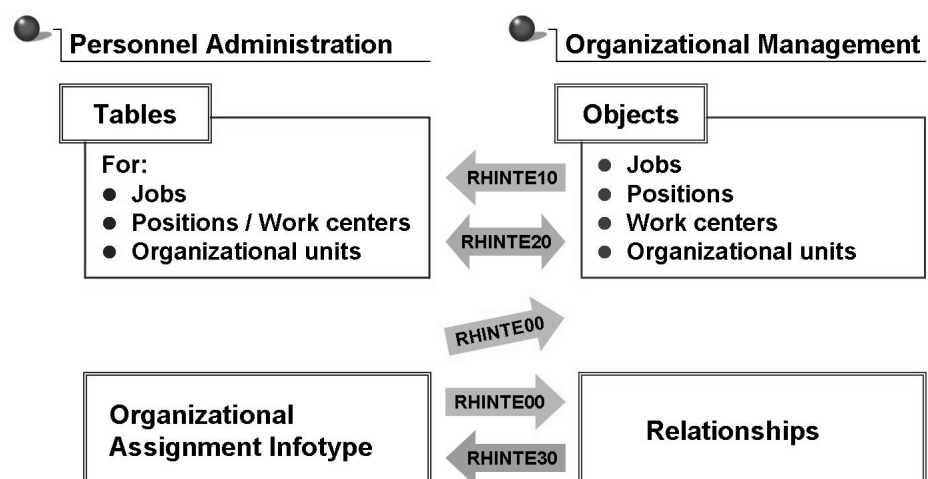 Personnel Administration
Organizational Management
Tables
For:
● Jobs
● Positions / Work centers
● Organizational units
RHINTE10
RHINTE20
Objects
● Jobs
● Positions
● Work centers
● Organizational units
RHINTE00
Organizational
Assignment Infotype
RHINTE00
RHINTE30
Relationships